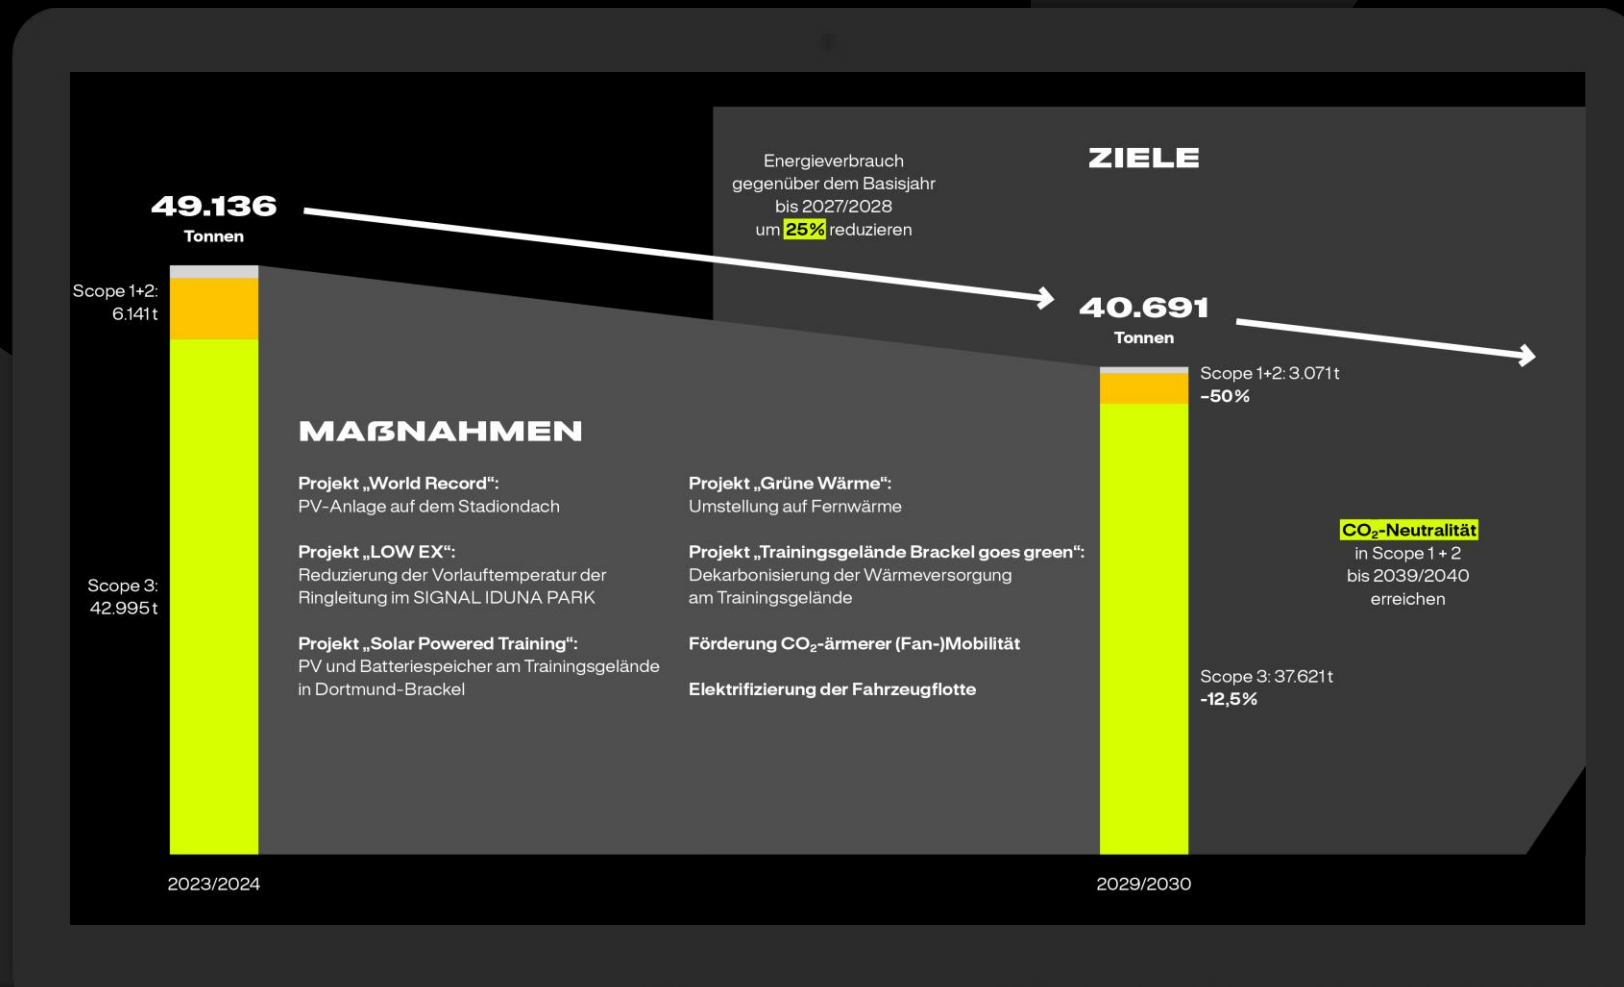 ZIELE
Energieverbrauch
gegenüber dem Basisjahr
bis 2027/2028
um 25% reduzieren
49.136
Tonnen
Scope 1+2:
6.141 t
Scope 3:
42.995 t
2023/2024
MAẞNAHMEN
Projekt „World Record“:
PV-Anlage auf dem Stadiondach
Projekt „LOW EX“:
Reduzierung der Vorlauftemperatur der
Ringleitung im SIGNAL IDUNA PARK
Projekt „Solar Powered Training“:
PV und Batteriespeicher am Trainingsgelände
in Dortmund-Brackel
Projekt „Grüne Wärme“:
Umstellung auf Fernwärme
Projekt „Trainingsgelände Brackel goes green“:
Dekarbonisierung der Wärmeversorgung
am Trainingsgelände
Förderung CO₂-ärmerer (Fan-)Mobilität
Elektrifizierung der Fahrzeugflotte
40.691
Tonnen
Scope 1+2: 3.071 t
-50%
Scope 3: 37.621 t
-12,5%
2029/2030
CO₂-Neutralität
in Scope 1 + 2
bis 2039/2040
erreichen